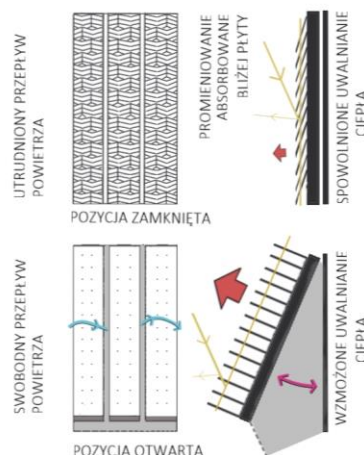 UTRUDNIONY PRZEPŁYW
POWIETRZA
POZYCJA ZAMKNIĘTA
PROMIENIOWANIE
ABSORBOWANE
BLIŻEJ PŁYTY
SPOWOLNIONE UWALNIANIE
CIEPŁA
SWOBODNY PRZEPŁYW
POWIETRZA
POZYCJA OTWARTA
WZMOŻONE UWALNIANIE
CIEPŁA